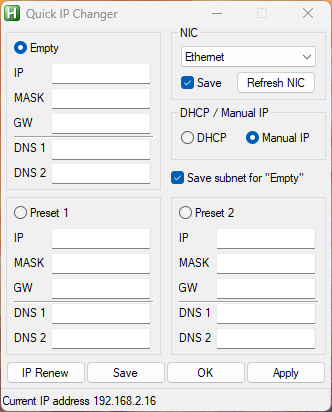 Quick IP Changer
Empty
IP
MASK
GW
DNS 1
DNS 2
NIC
Ethernet
Save
Refresh NIC
DHCP / Manual IP
DHCP
Manual IP
Save subnet for "Empty"
Preset 1
IP
MASK
GW
DNS 1
DNS 2
Preset 2
IP
MASK
GW
DNS 1
DNS 2
IP Renew
Save
OK
Apply
Current IP address 192.168.2.16